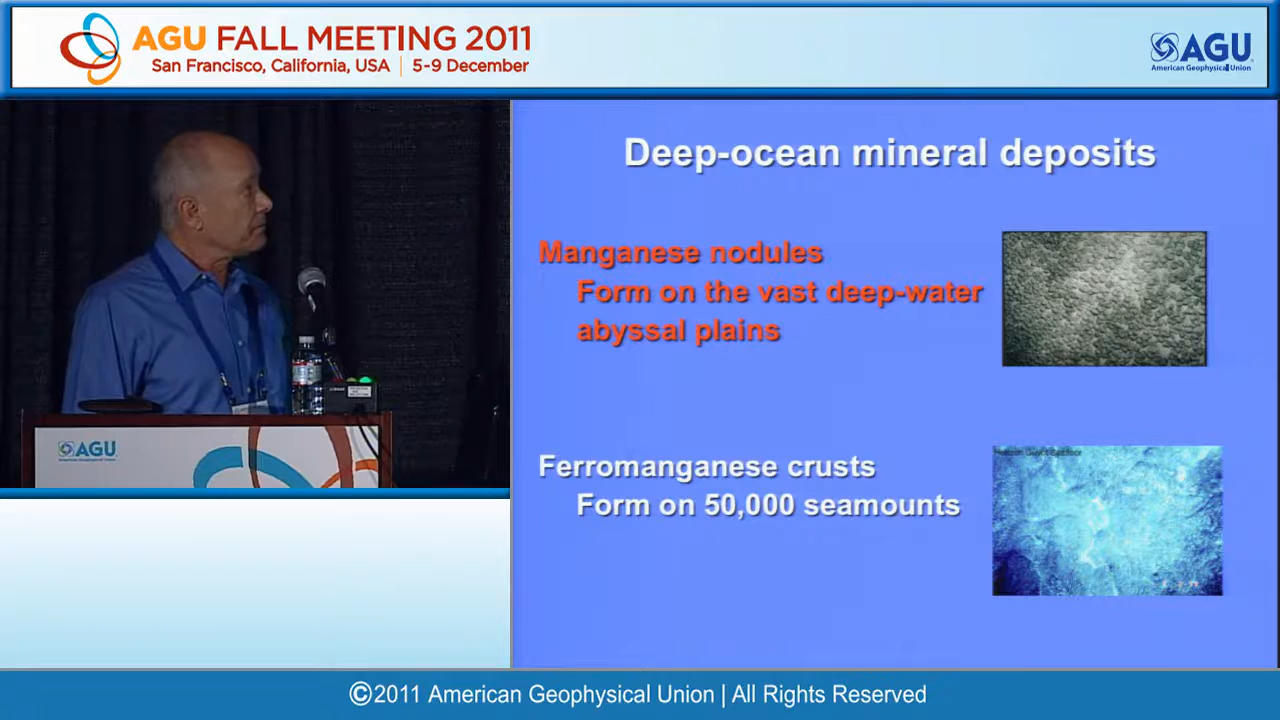 AGU FALL MEETING 2011
San Francisco, California, USA | 5-9 December
AGU
American Geophysical Union
Deep-ocean mineral deposits
Manganese nodules
Form on the vast deep-water
abyssal plains
Ferromanganese crusts
Form on 50,000 seamounts
AGU
©2011 American Geophysical Union | All Rights Reserved